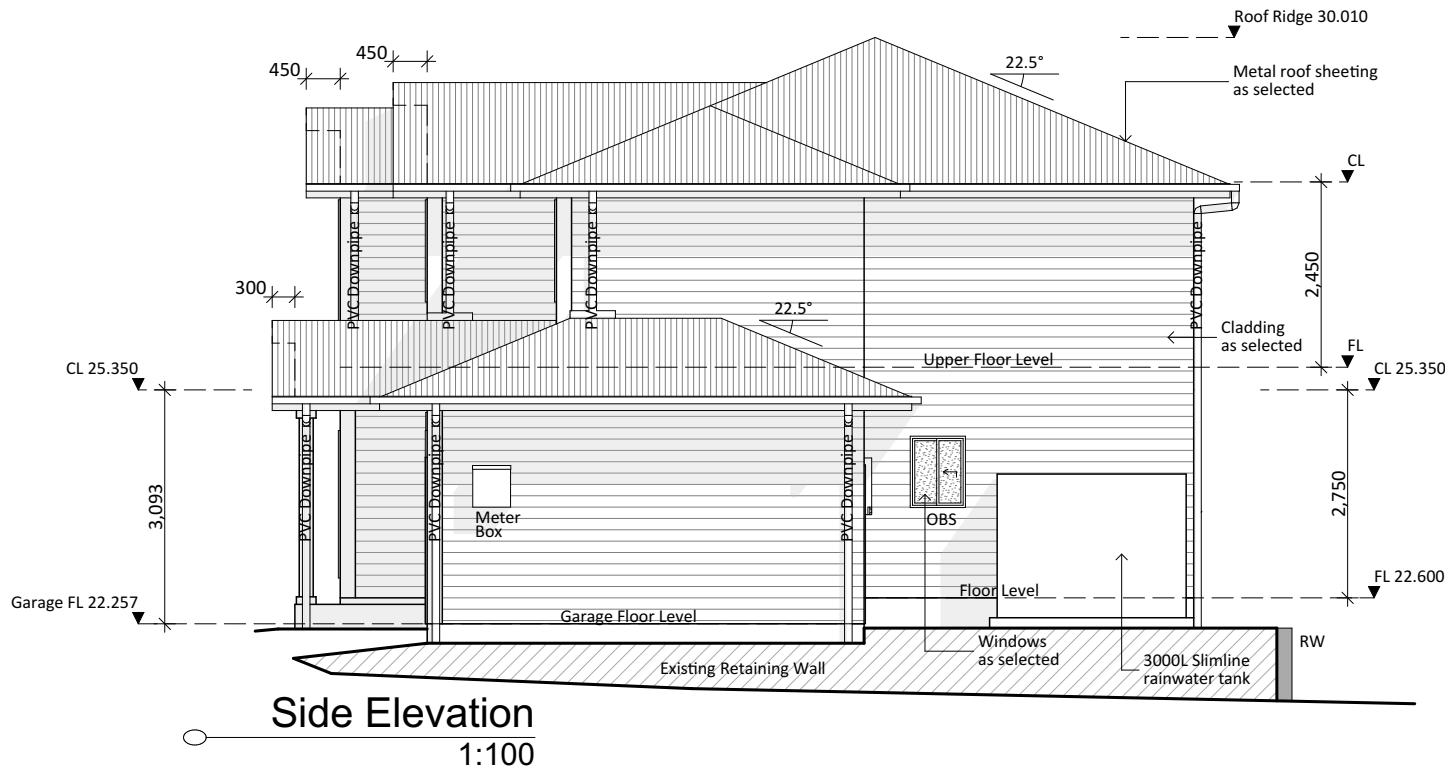 Roof Ridge 30.010
450
450
22.5°
Metal roof sheeting
as selected
CL
PVC Downpipe
PVC Downpipe
PVC Downpipe
PVC Downpipe
2,450
300
22.5°
Cladding
as selected
Upper Floor Level
FL
CL 25.350
CL 25.350
PVC Downpipe
PVC Downpipe
PVC Downpipe
3,093
Meter
Box
OBS
2,750
Floor Level
FL 22.600
Garage FL 22.257
Garage Floor Level
Windows
as selected
RW
Existing Retaining Wall
3000L Slimline
rainwater tank
Side Elevation
1:100